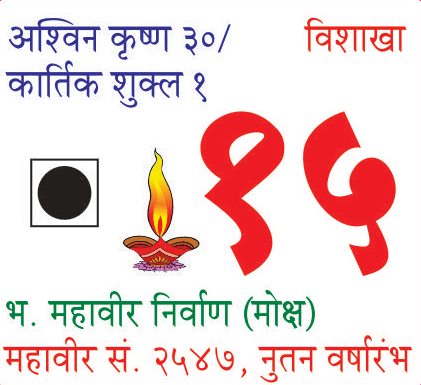 अश्विन कृष्ण ३०/ विशाखा
कार्तिक शुक्ल १
१५
भ. महावीर निर्वाण (मोक्ष)
महावीर सं. २५४७, नुतन वर्षारंभ